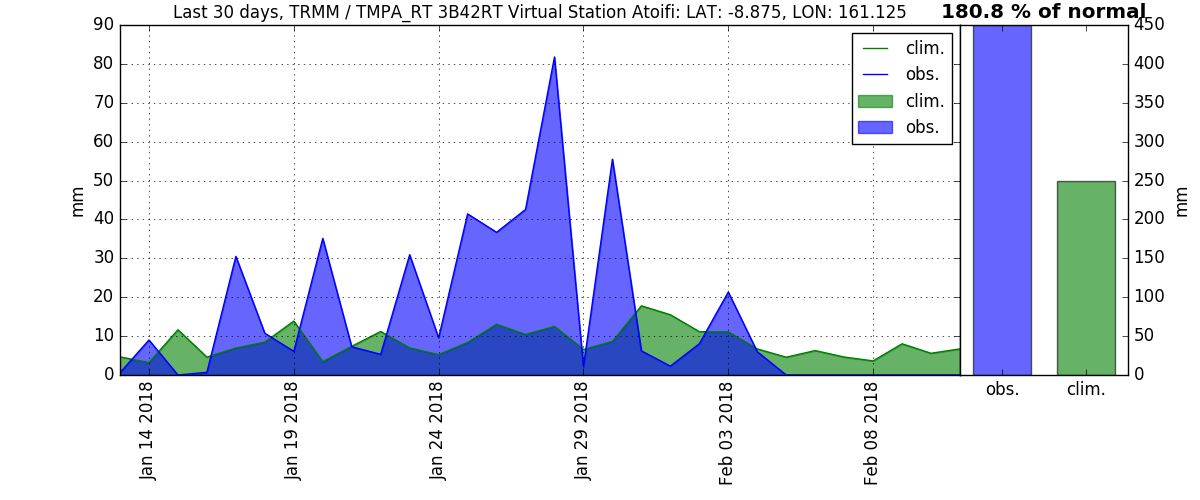 Last 30 days, TRMM / TMPA_RT 3B42RT Virtual Station Atoifi: LAT: -8.875, LON: 161.125
180.8 % of normal
90
80
70
60
50
40
30
20
10
0
mm
clim.
obs.
clim.
obs.
Jan 14 2018
Jan 19 2018
Jan 24 2018
Jan 29 2018
Feb 03 2018
Feb 08 2018
450
400
350
300
250
200
150
100
50
0
mm
obs.
clim.